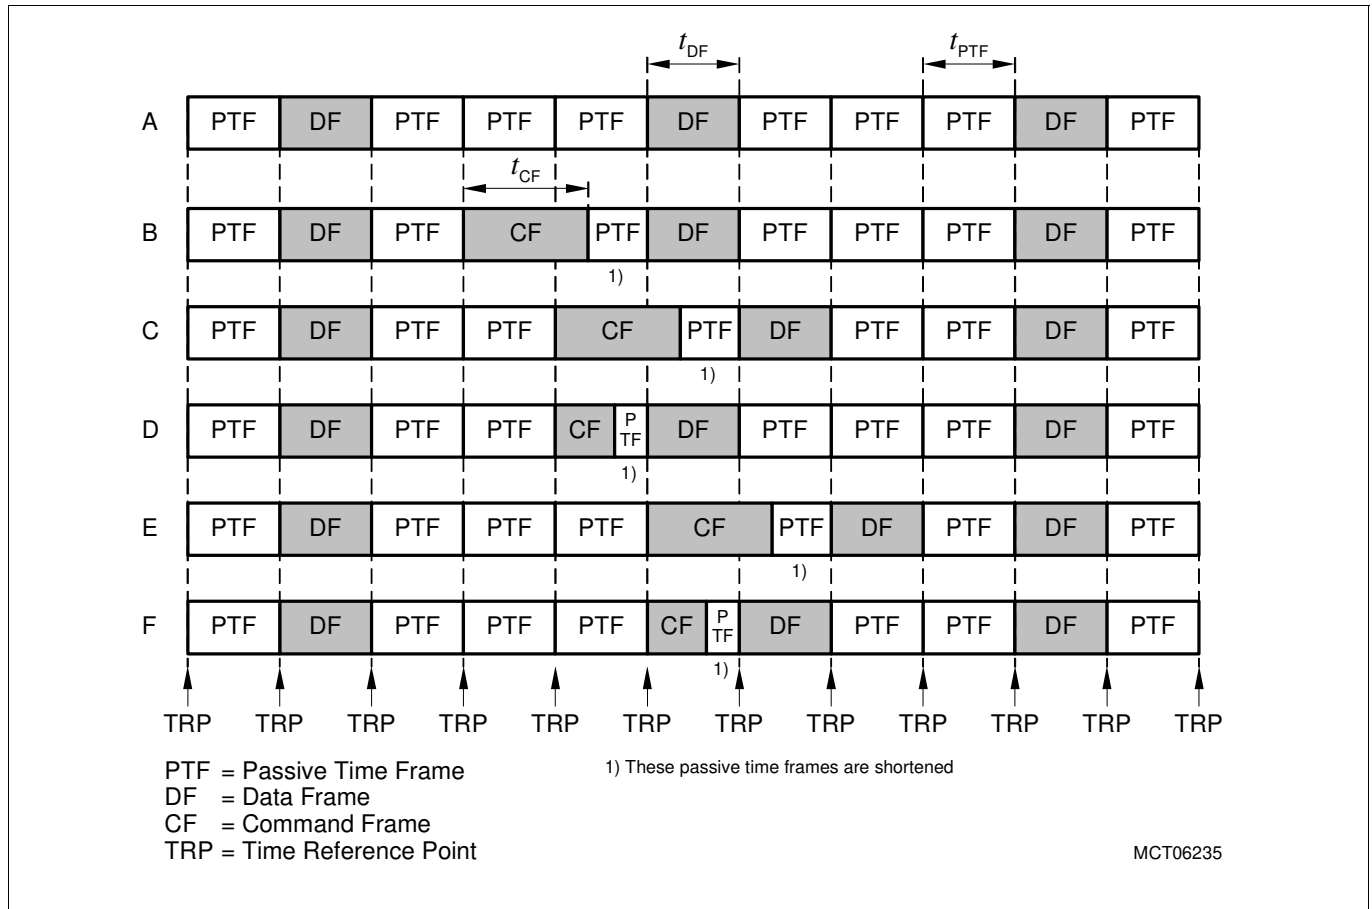 t DF t PTF
A PTF DF PTF PTF PTF DF PTF PTF PTF DF PTF
t CF
B PTF DF PTF CF PTF DF PTF PTF PTF DF PTF
1)
C PTF DF PTF PTF CF PTF DF PTF PTF DF PTF
1)
D PTF DF PTF PTF CF P TF DF PTF PTF PTF DF PTF
1)
E PTF DF PTF PTF PTF CF PTF DF PTF DF PTF
1)
F PTF DF PTF PTF PTF CF P TF DF PTF PTF DF PTF
1)
TRP TRP TRP TRP TRP TRP TRP TRP TRP TRP TRP TRP
PTF = Passive Time Frame
1) These passive time frames are shortened
DF = Data Frame
CF = Command Frame
TRP = Time Reference Point
MCT06235